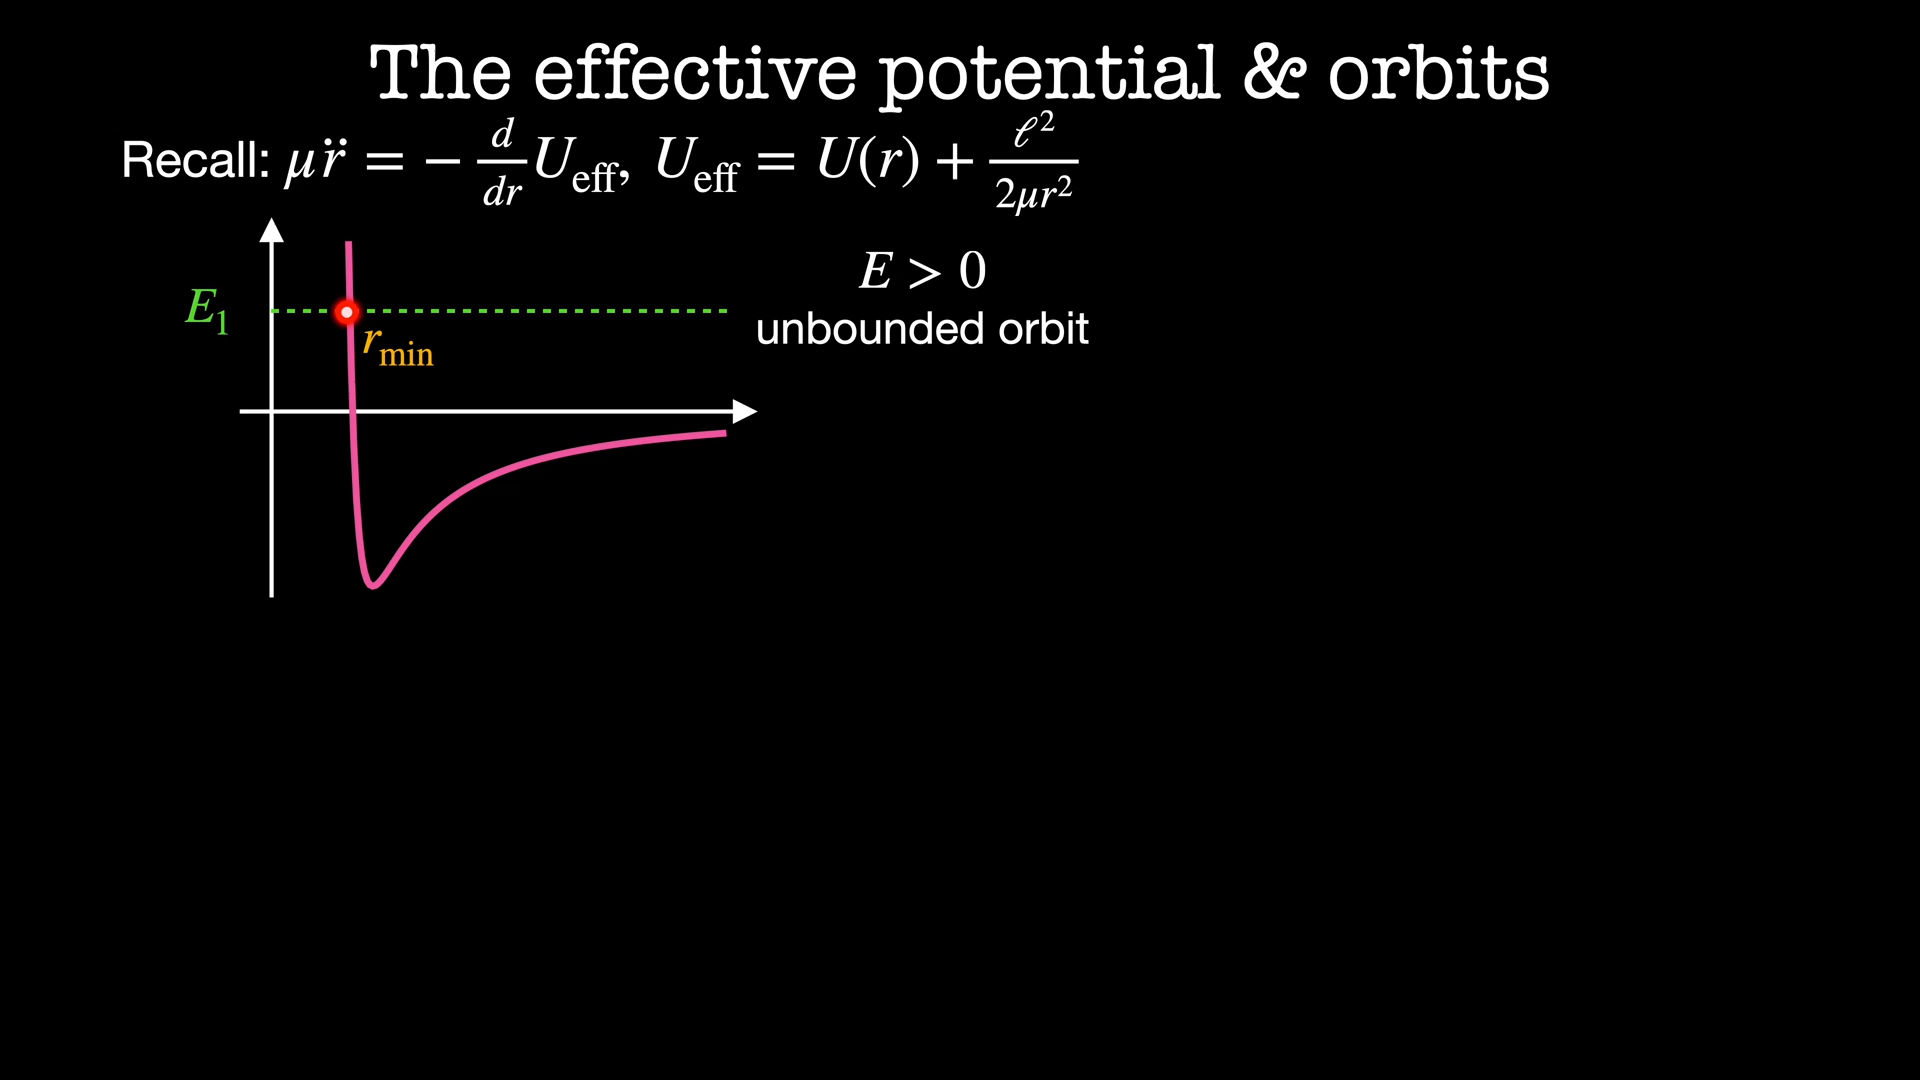 The effective potential & orbits
Recall: μr̈ = − d/dr U_eff, U_eff = U(r) + ℓ²/2μr²
E > 0
E₁
unbounded orbit
r_min